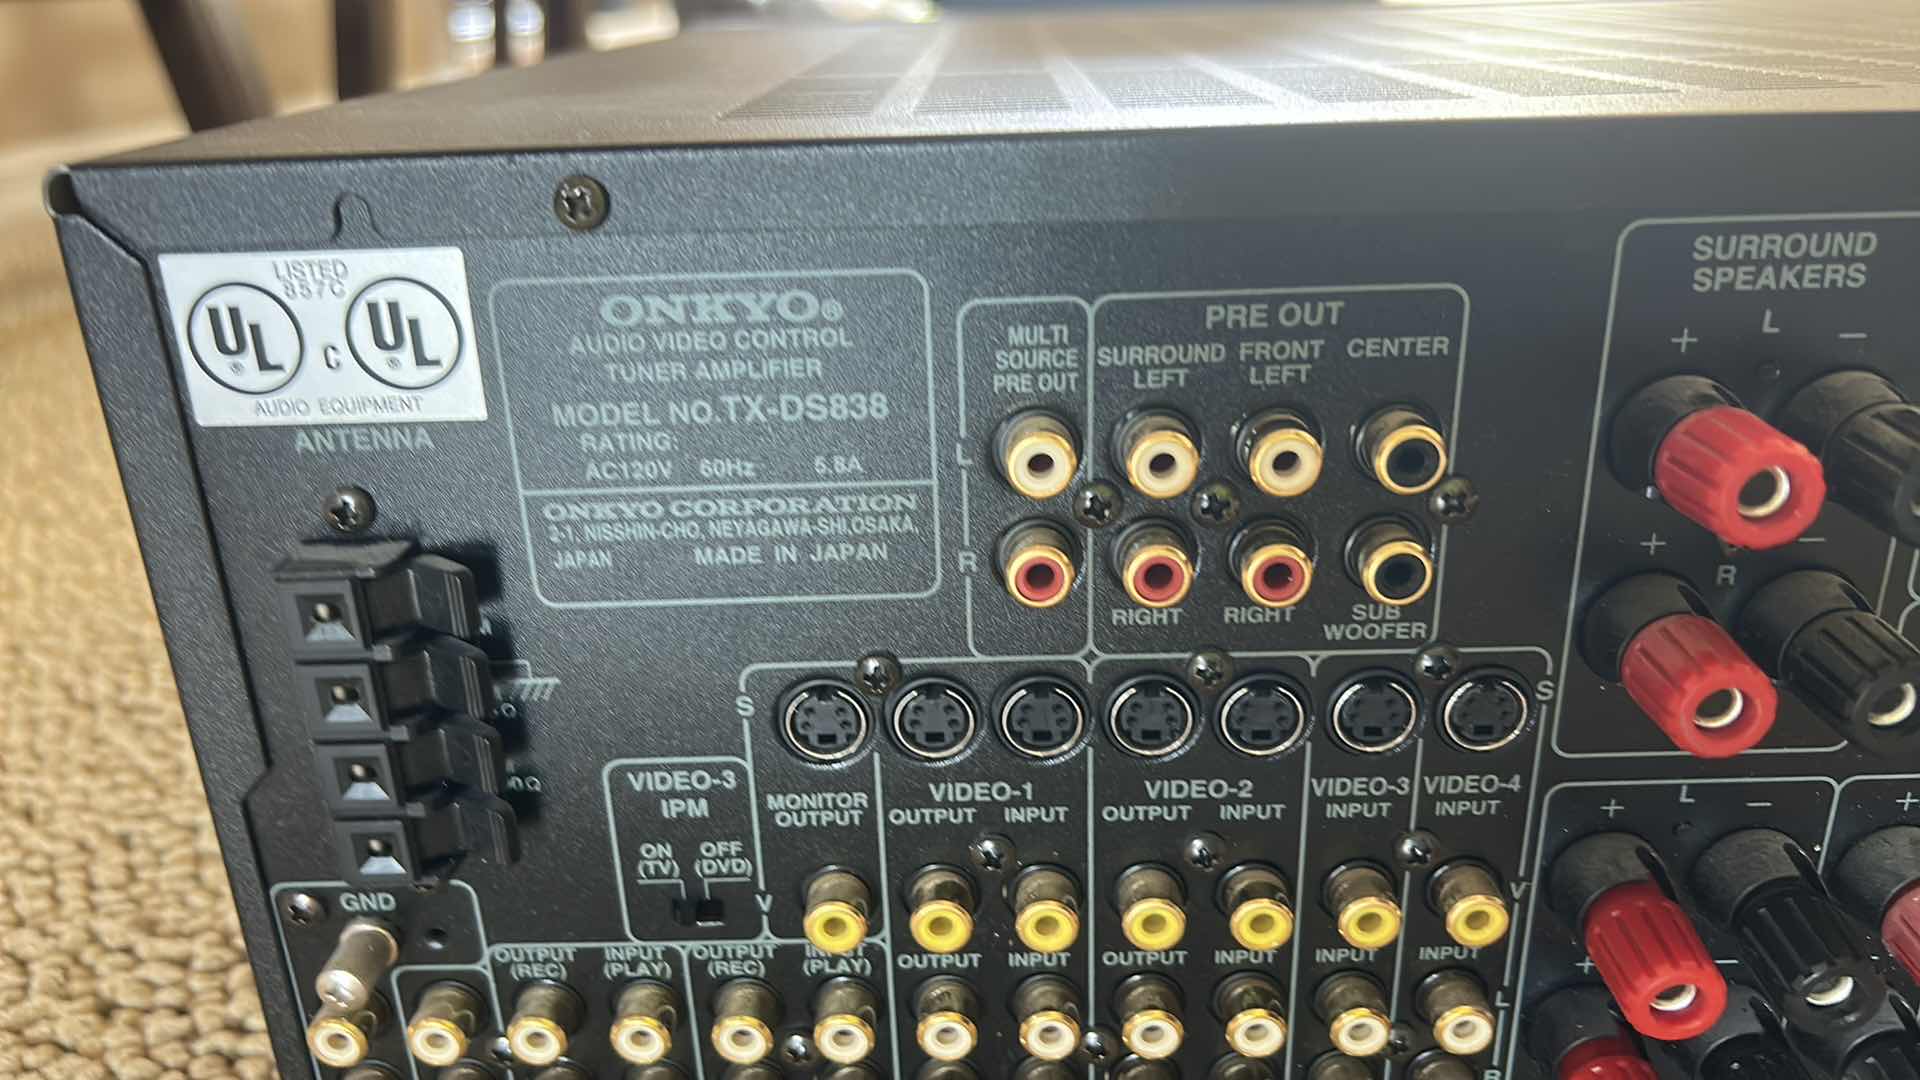 LISTED
857C
UL®
C
UL®
AUDIO EQUIPMENT
ANTENNA
ONKYO®
AUDIO VIDEO CONTROL
TUNER AMPLIFIER
MODEL NO.TX-DS838
RATING:
AC120V 60Hz 5.8A
ONKYO CORPORATION
2-1, NISSHIN-CHO, NEYAGAWA-SHI,OSAKA,
JAPAN MADE IN JAPAN
MULTI
SOURCE
PRE OUT
L
R
PRE OUT
SURROUND
LEFT
FRONT
LEFT
CENTER
RIGHT
RIGHT
SUB
WOOFER
SURROUND
SPEAKERS
+ L −
+ R −
S
S
VIDEO-3
IPM
ON
(TV)
OFF
(DVD)
MONITOR
OUTPUT
VIDEO-1
OUTPUT INPUT
VIDEO-2
OUTPUT INPUT
VIDEO-3
INPUT
VIDEO-4
INPUT
V
V
+ L −
+
+ −
GND
OUTPUT
(REC)
INPUT
(PLAY)
OUTPUT
(REC)
INPUT
(PLAY)
OUTPUT
INPUT
OUTPUT
INPUT
INPUT
INPUT
L
R